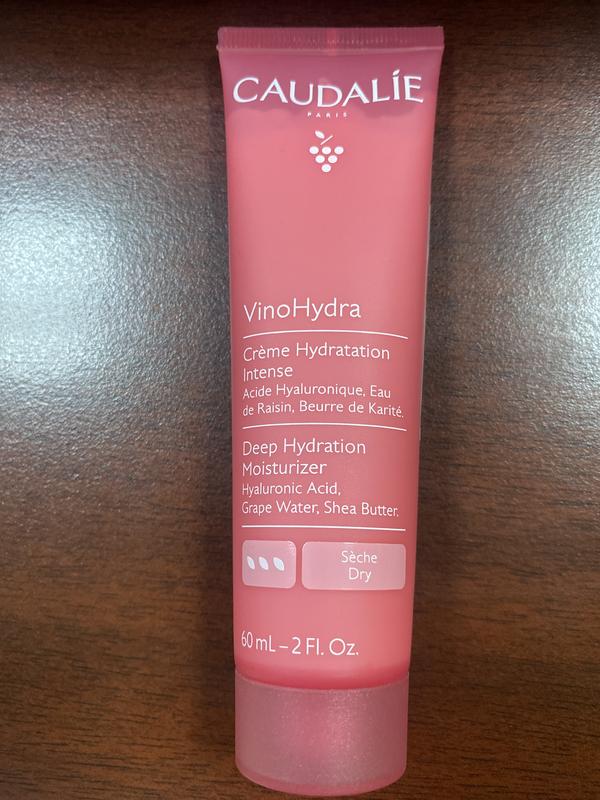 CAUDALÍE
PARIS
VinoHydra
Crème Hydratation
Intense
Acide Hyaluronique, Eau
de Raisin, Beurre de Karité.
Deep Hydration
Moisturizer
Hyaluronic Acid,
Grape Water, Shea Butter.
Sèche
Dry
60 mL – 2 Fl. Oz.